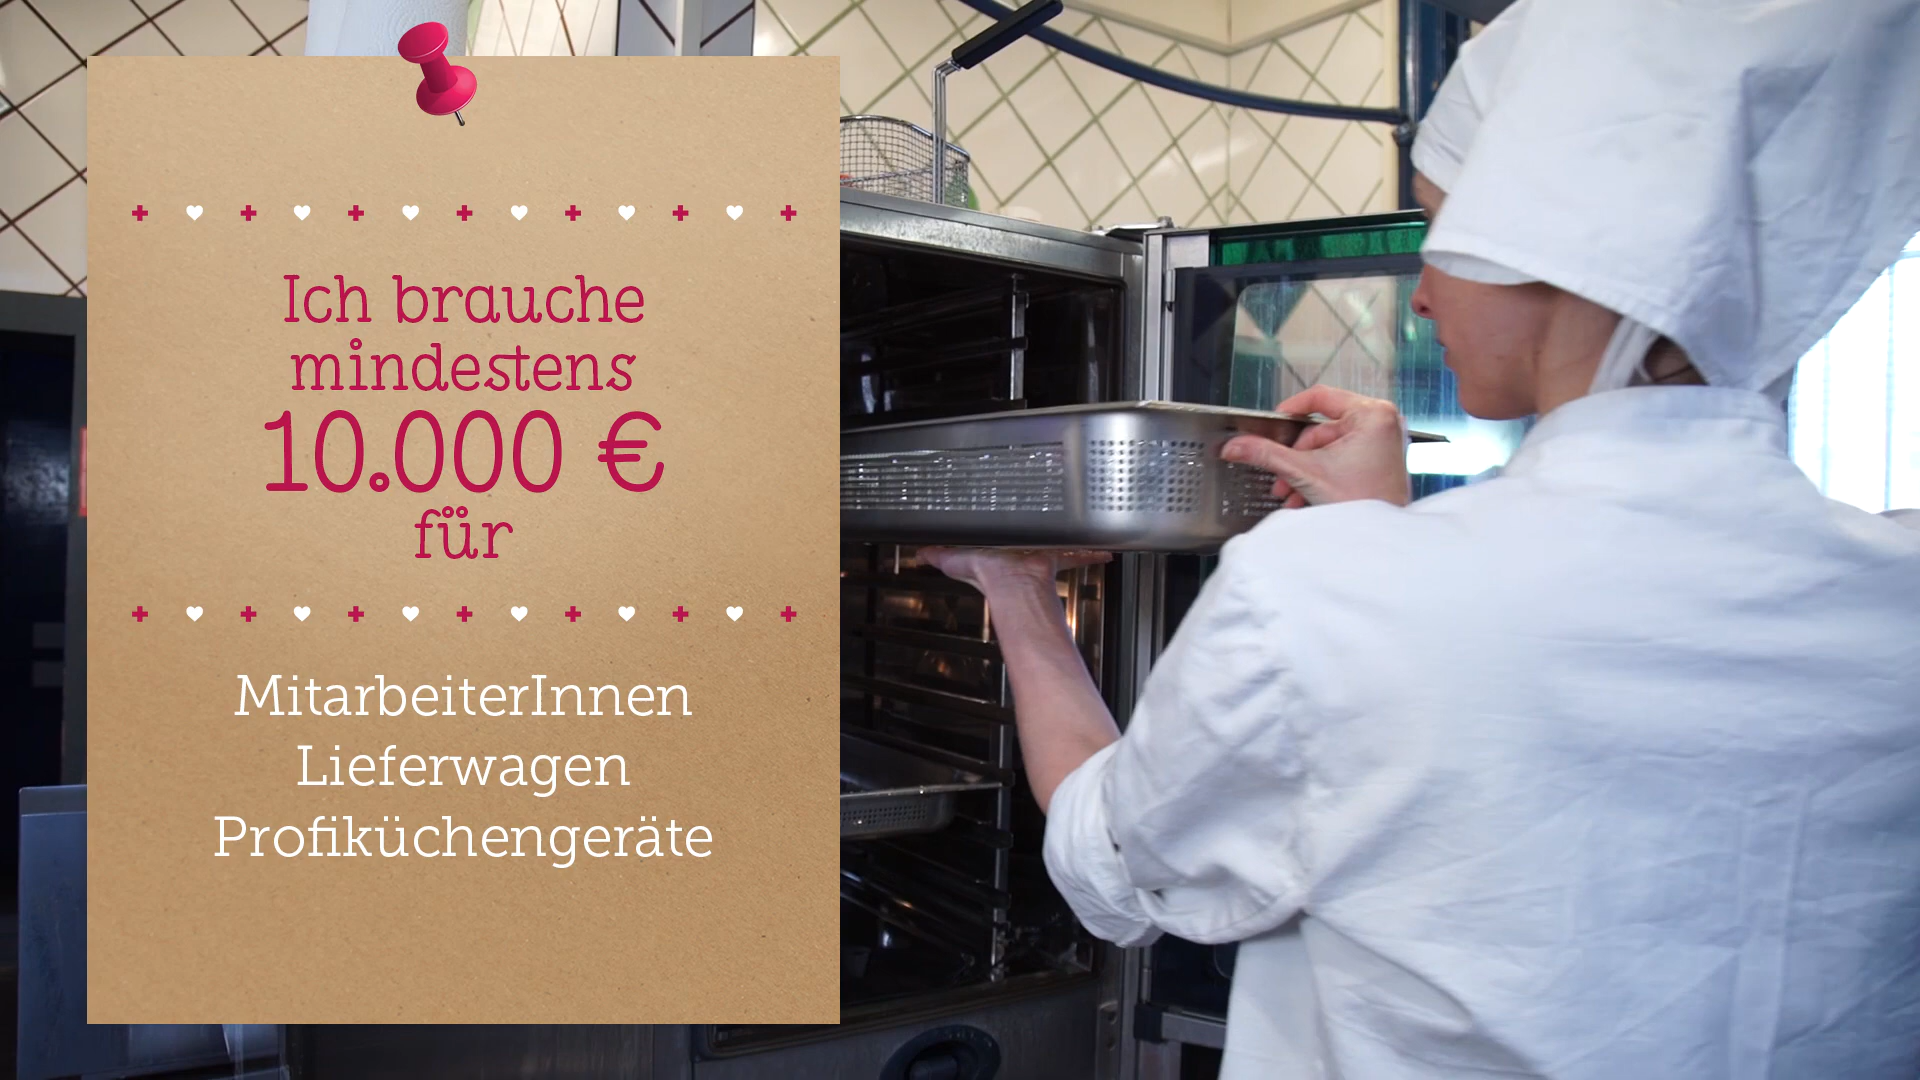 Ich brauche
mindestens
10.000 €
für
MitarbeiterInnen
Lieferwagen
Profiküchengeräte